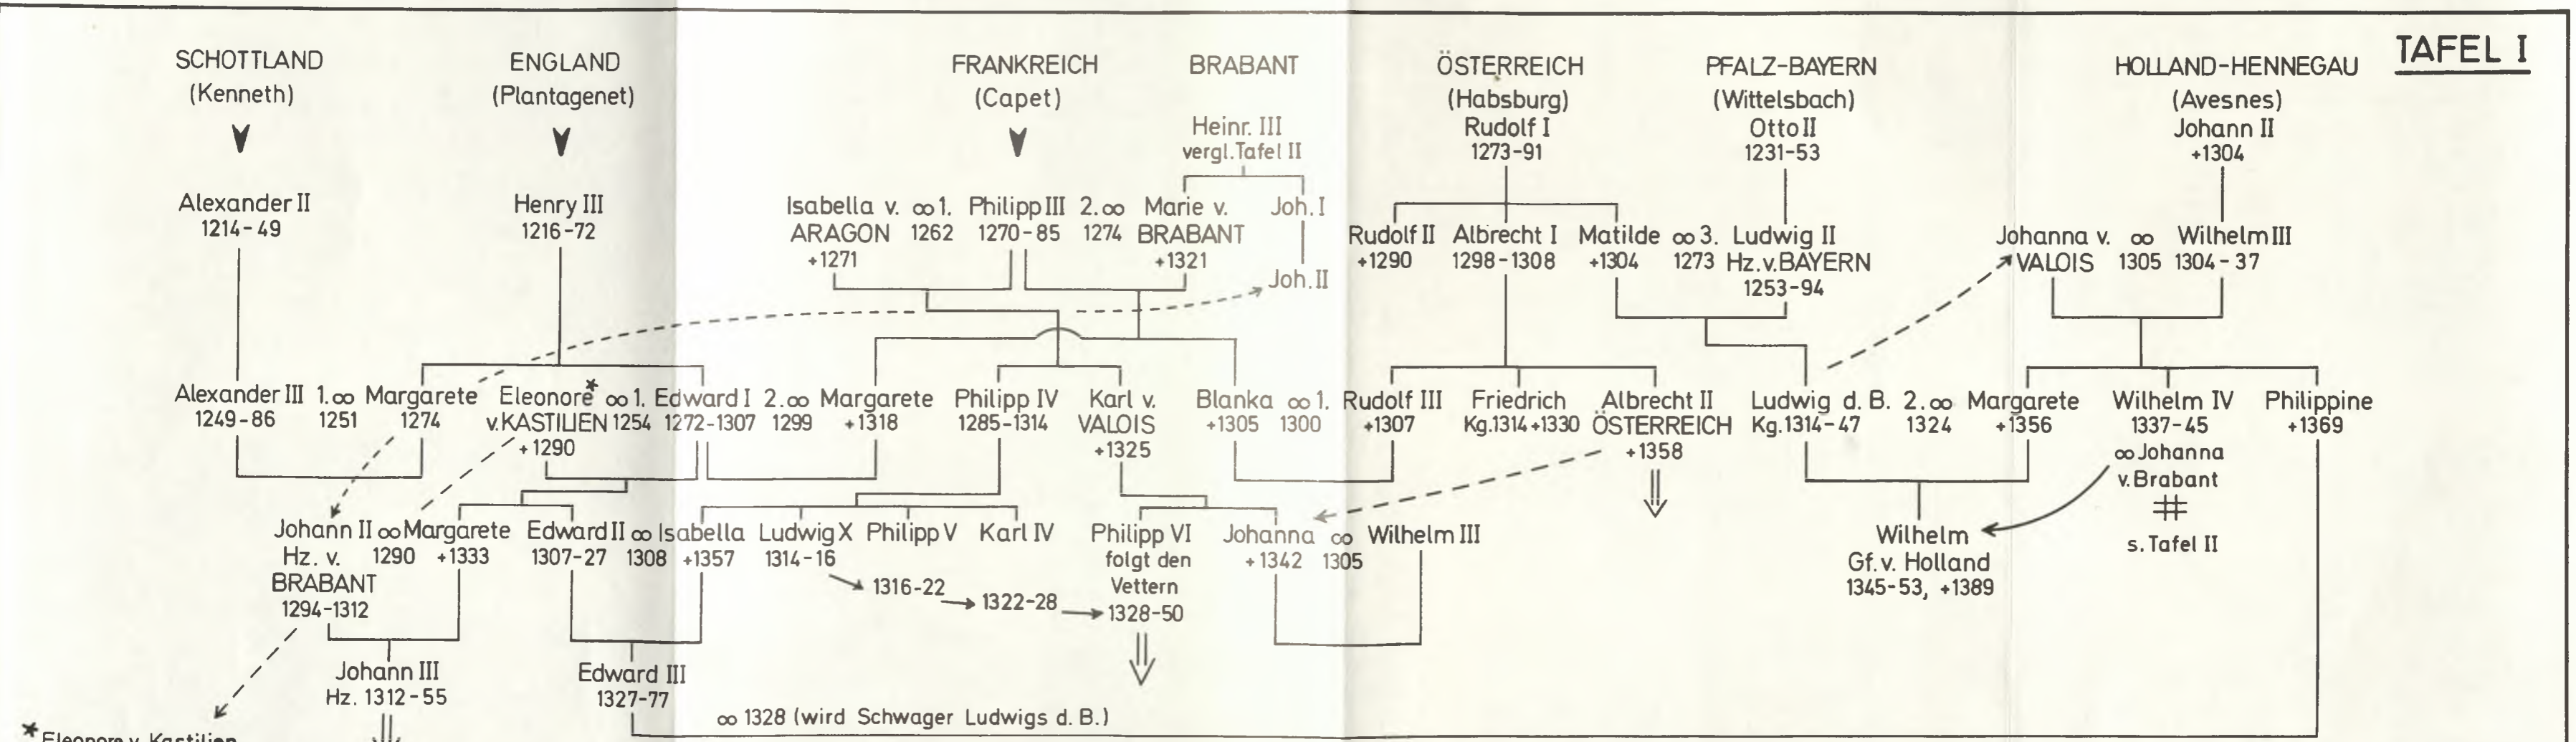 TAFEL I
SCHOTTLAND
(Kenneth)
ENGLAND
(Plantagenet)
FRANKREICH
(Capet)
BRABANT
ÖSTERREICH
(Habsburg)
PFALZ-BAYERN
(Wittelsbach)
HOLLAND-HENNEGAU
(Avesnes)
Heinr. III
vergl. Tafel II
Rudolf I
1273-91
Otto II
1231-53
Johann II
+1304
Alexander II
1214-49
Henry III
1216-72
Isabella v. ∞ 1. Philipp III 2. ∞ Marie v. Joh. I
ARAGON 1262 1270-85 1274 BRABANT
+1271 +1321
Joh. II
Rudolf II Albrecht I Matilde ∞ 3. Ludwig II
+1290 1298-1308 +1304 1273 Hz. v. BAYERN
1253-94
Johanna v. ∞ Wilhelm III
VALOIS 1305 1304-37
Alexander III 1. ∞ Margarete Eleonore* ∞ 1. Edward I 2. ∞ Margarete Philipp IV Karl v. Blanka ∞ 1. Rudolf III Friedrich Albrecht II Ludwig d. B. 2. ∞ Margarete Wilhelm IV Philippine
1249-86 1251 1274 v. KASTILIEN 1254 1272-1307 1299 +1318 1285-1314 VALOIS +1305 1300 +1307 Kg. 1314 +1330 ÖSTERREICH Kg. 1314-47 1324 +1356 1337-45 +1369
+1290 +1325 +1358 ∞ Johanna
v. Brabant
s. Tafel II
Johann II ∞ Margarete Edward II ∞ Isabella Ludwig X Philipp V Karl IV Philipp VI Johanna ∞ Wilhelm III Wilhelm
Hz. v. 1290 +1333 1307-27 1308 +1357 1314-16 folgt den +1342 1305 Gf. v. Holland
BRABANT 1316-22 Vettern 1345-53, +1389
1294-1312 1322-28 1328-50
Johann III Edward III
Hz. 1312-55 1327-77
∞ 1328 (wird Schwager Ludwigs d. B.)
*Eleonore v. Kastilien